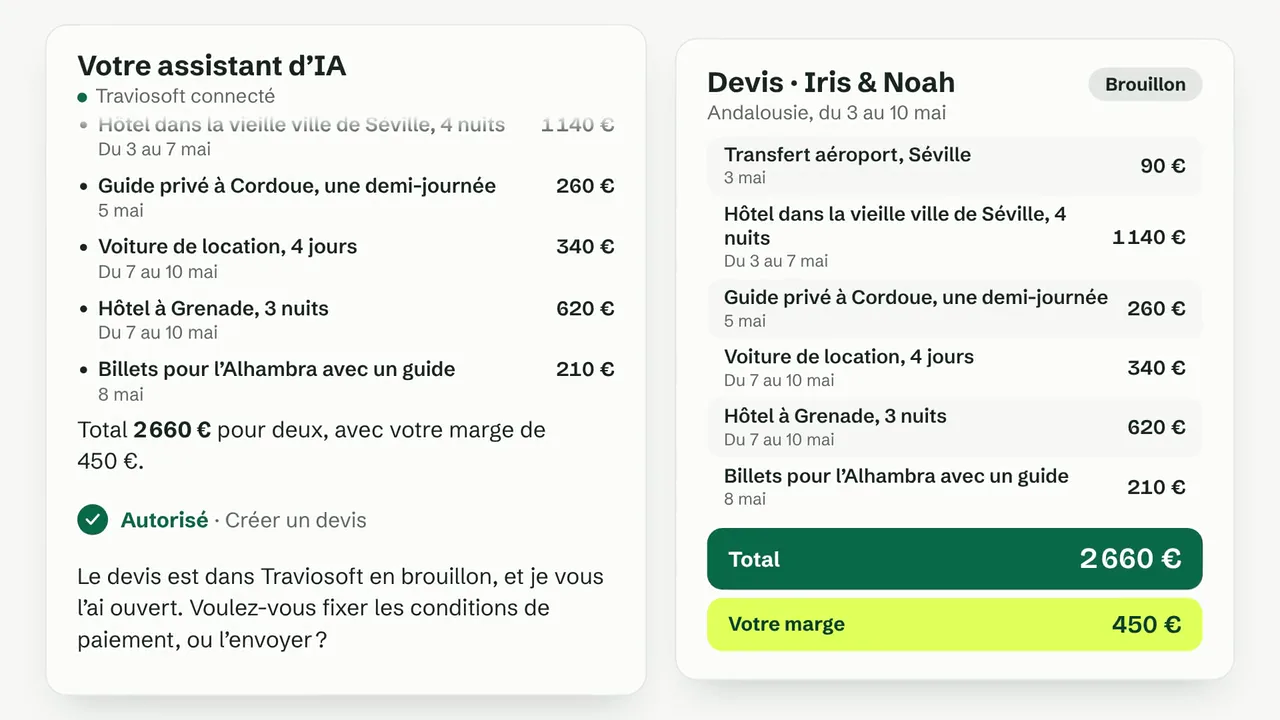 Votre assistant d’IA
Traviosoft connecté
• Hôtel dans la vieille ville de Séville, 4 nuits 1 140 €
Du 3 au 7 mai
• Guide privé à Cordoue, une demi-journée 260 €
5 mai
• Voiture de location, 4 jours 340 €
Du 7 au 10 mai
• Hôtel à Grenade, 3 nuits 620 €
Du 7 au 10 mai
• Billets pour l’Alhambra avec un guide 210 €
8 mai
Total 2 660 € pour deux, avec votre marge de
450 €.
Autorisé · Créer un devis
Le devis est dans Traviosoft en brouillon, et je vous
l’ai ouvert. Voulez-vous fixer les conditions de
paiement, ou l’envoyer ?
Devis · Iris & Noah Brouillon
Andalousie, du 3 au 10 mai
Transfert aéroport, Séville 90 €
3 mai
Hôtel dans la vieille ville de Séville, 4
nuits 1 140 €
Du 3 au 7 mai
Guide privé à Cordoue, une demi-journée 260 €
5 mai
Voiture de location, 4 jours 340 €
Du 7 au 10 mai
Hôtel à Grenade, 3 nuits 620 €
Du 7 au 10 mai
Billets pour l’Alhambra avec un guide 210 €
8 mai
Total 2 660 €
Votre marge 450 €